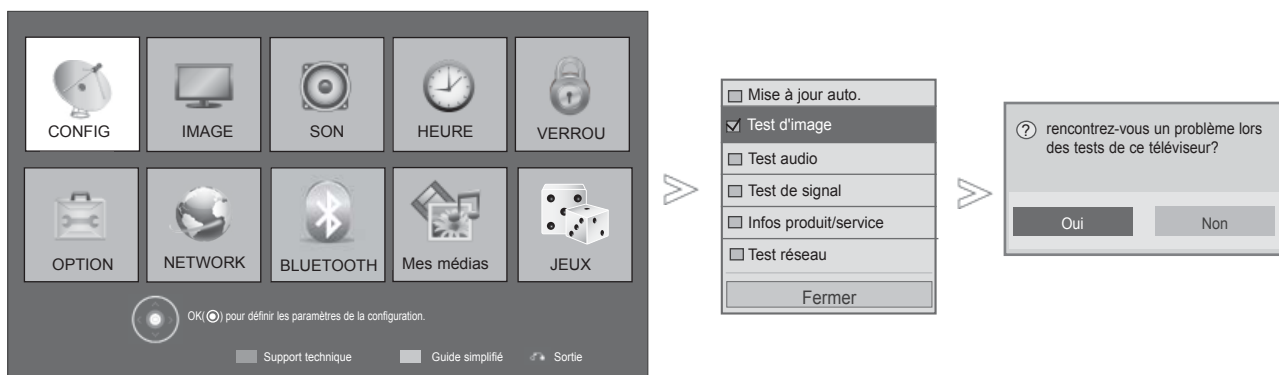 CONFIG
IMAGE
SON
HEURE
VERROU
OPTION
NETWORK
BLUETOOTH
Mes médias
JEUX
OK() pour définir les paramètres de la configuration.
Support technique
Guide simplifié
Sortie
Mise à jour auto.
Test d'image
Test audio
Test de signal
Infos produit/service
Test réseau
Fermer
? rencontrez-vous un problème lors
des tests de ce téléviseur?
Oui
Non